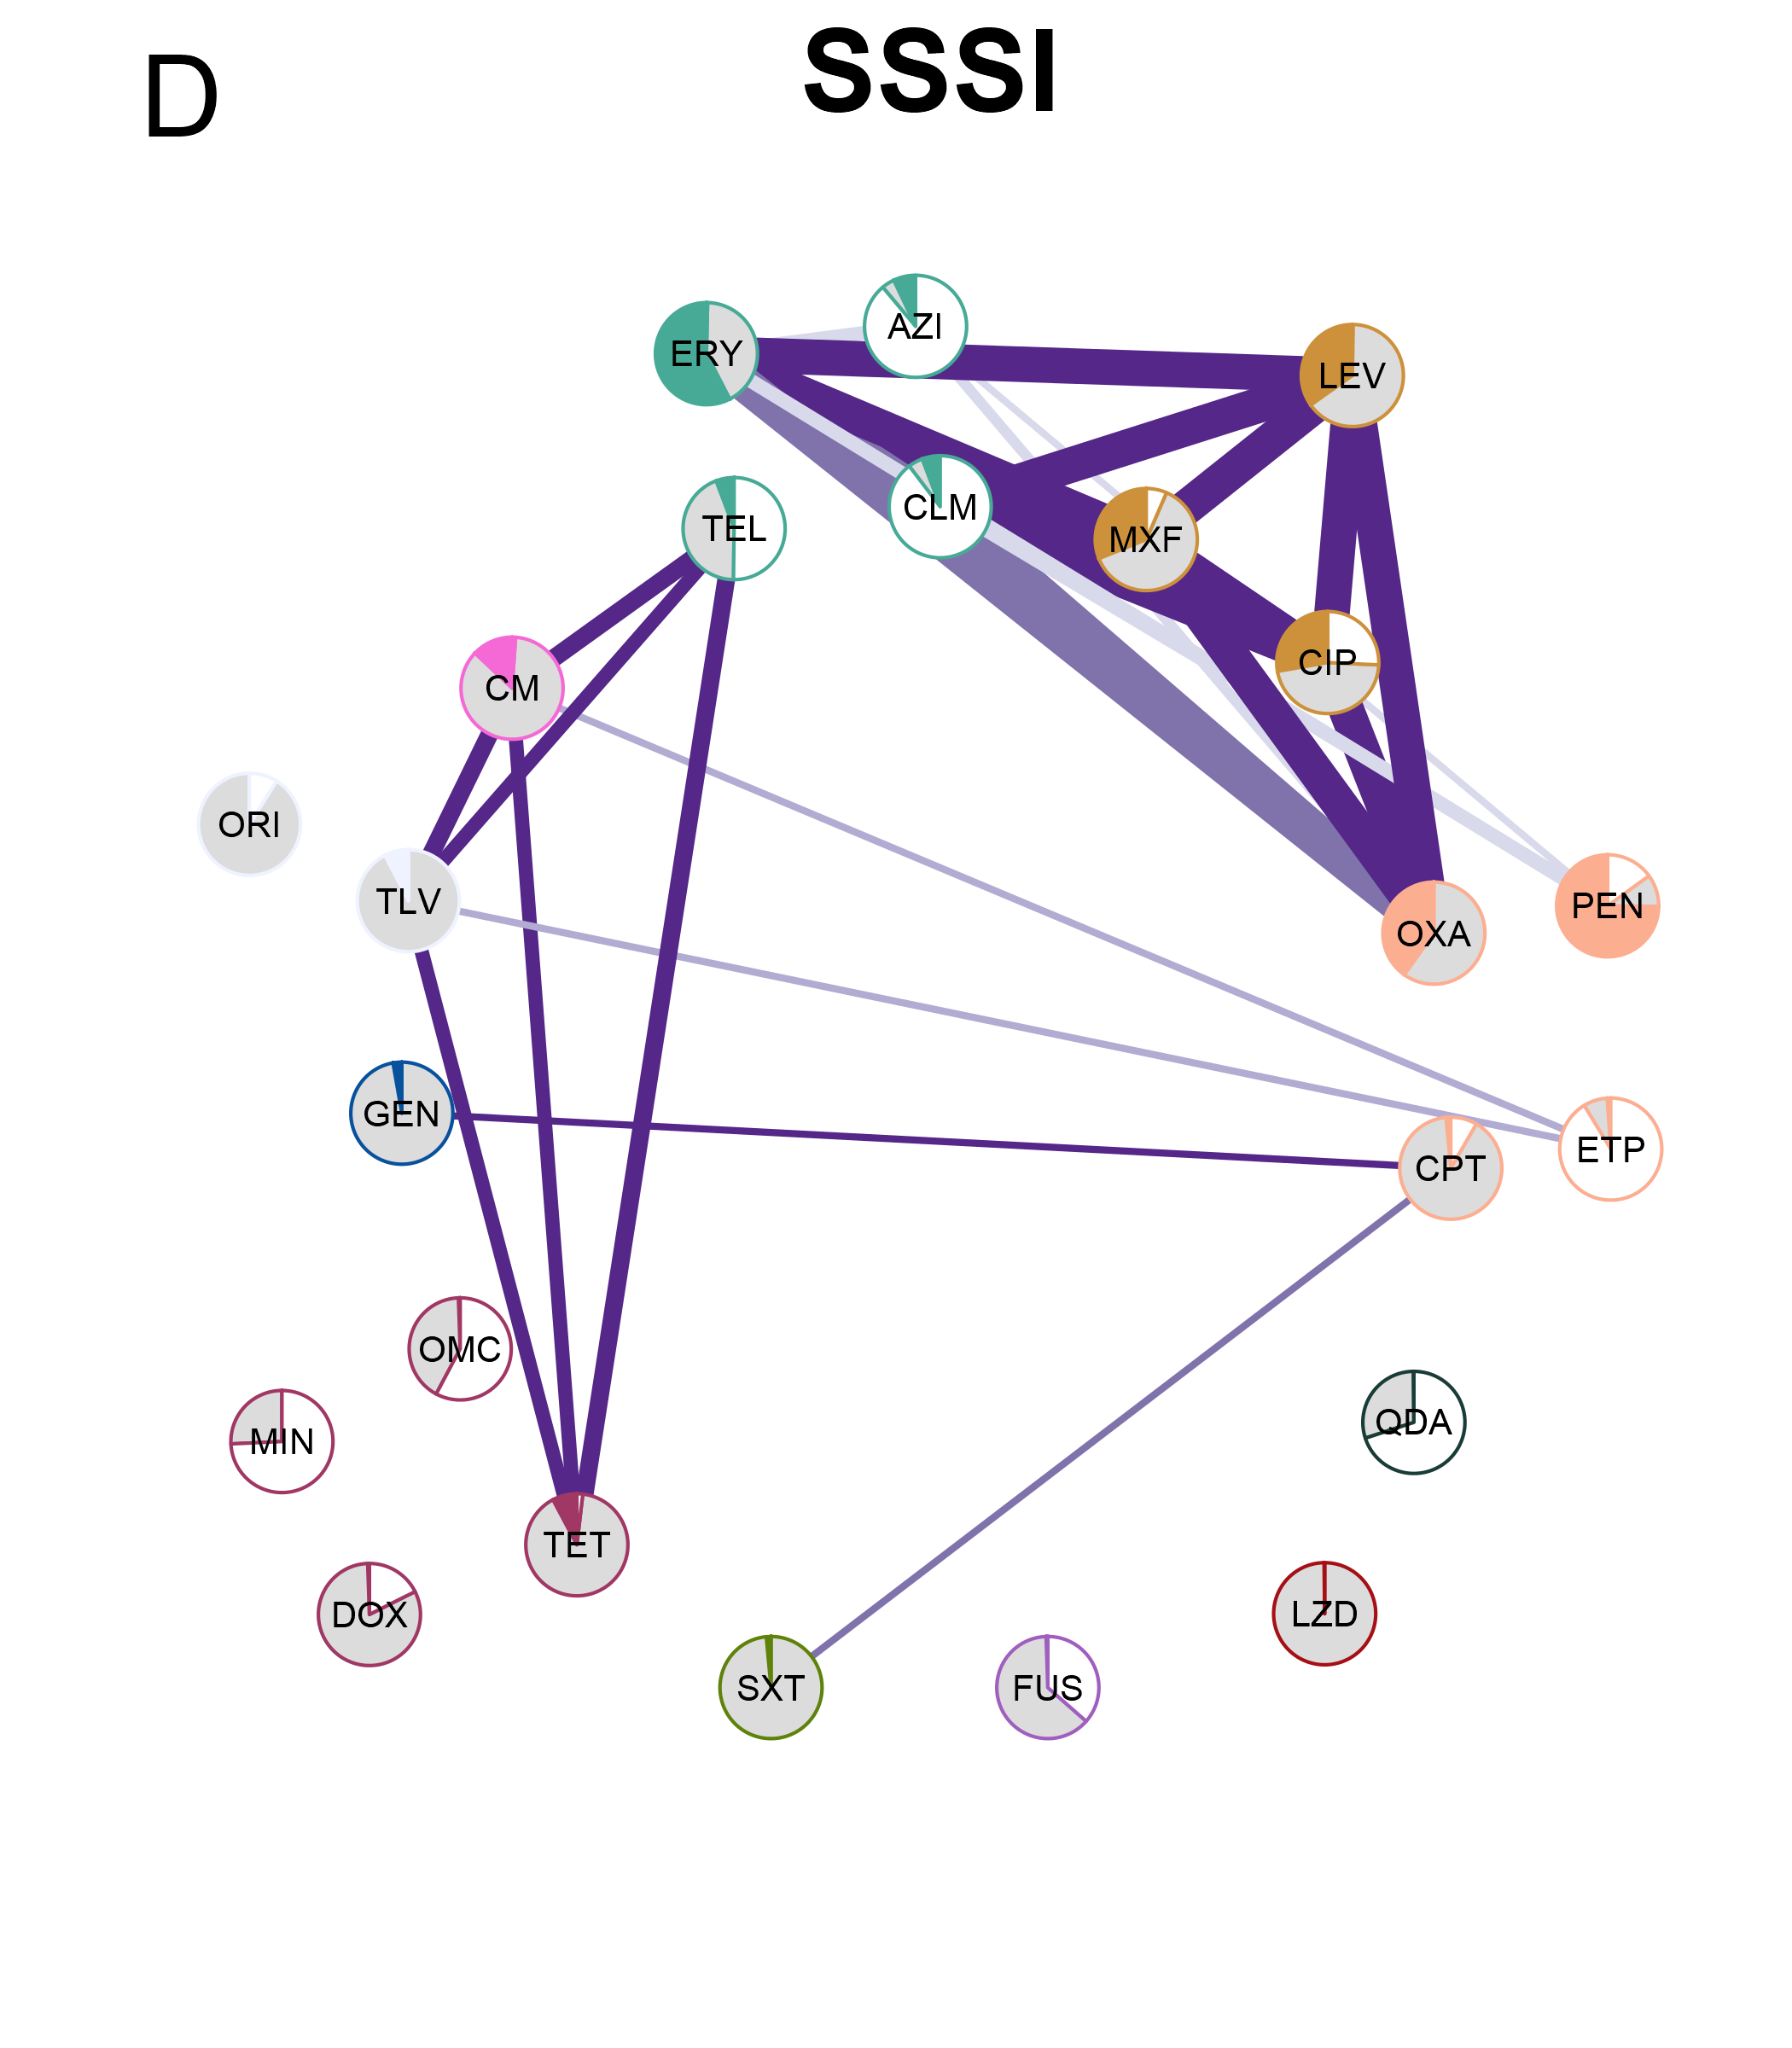 D
SSSI
AZI
ERY
LEV
CLM
TEL
MXF
CIP
CM
ORI
TLV
PEN
OXA
GEN
ETP
CPT
OMC
QDA
MIN
TET
DOX
LZD
SXT
FUS